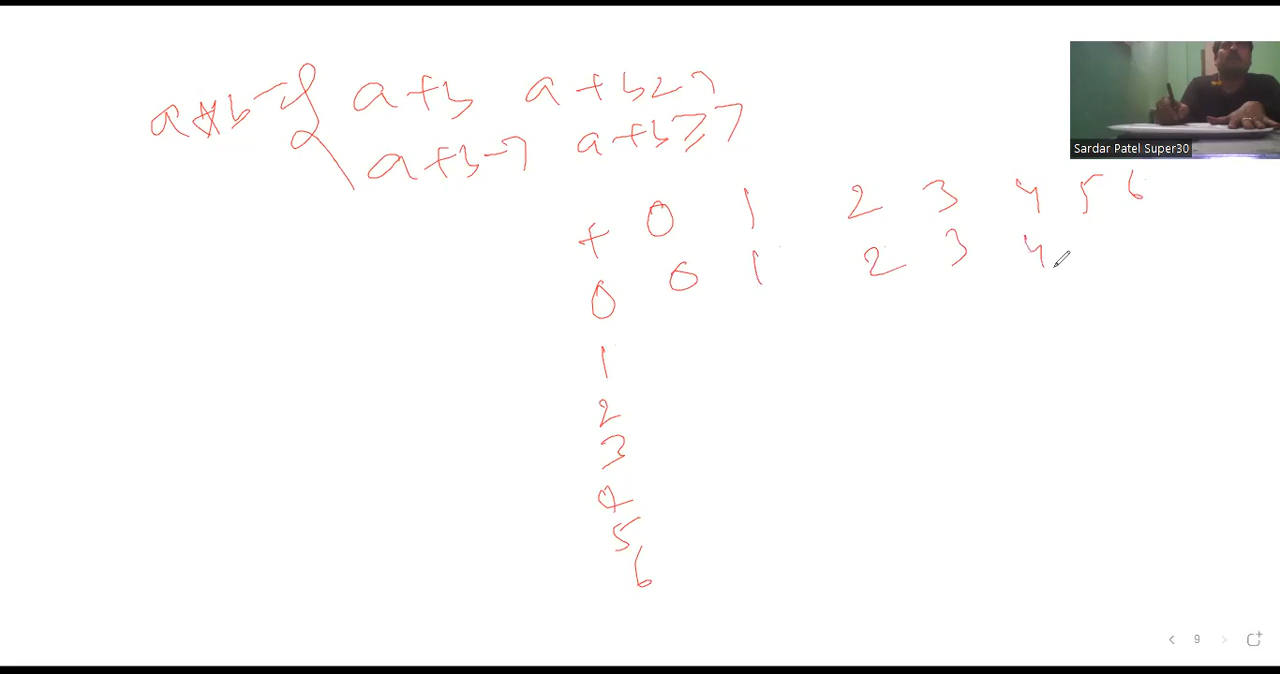 a * b = { a + b a + b < 7
a + b - 7 a + b ≥ 7
Sardar Patel Super30
+ 0 1 2 3 4 5 6
0 0 1 2 3 4
1
2
3
4
5
6
9